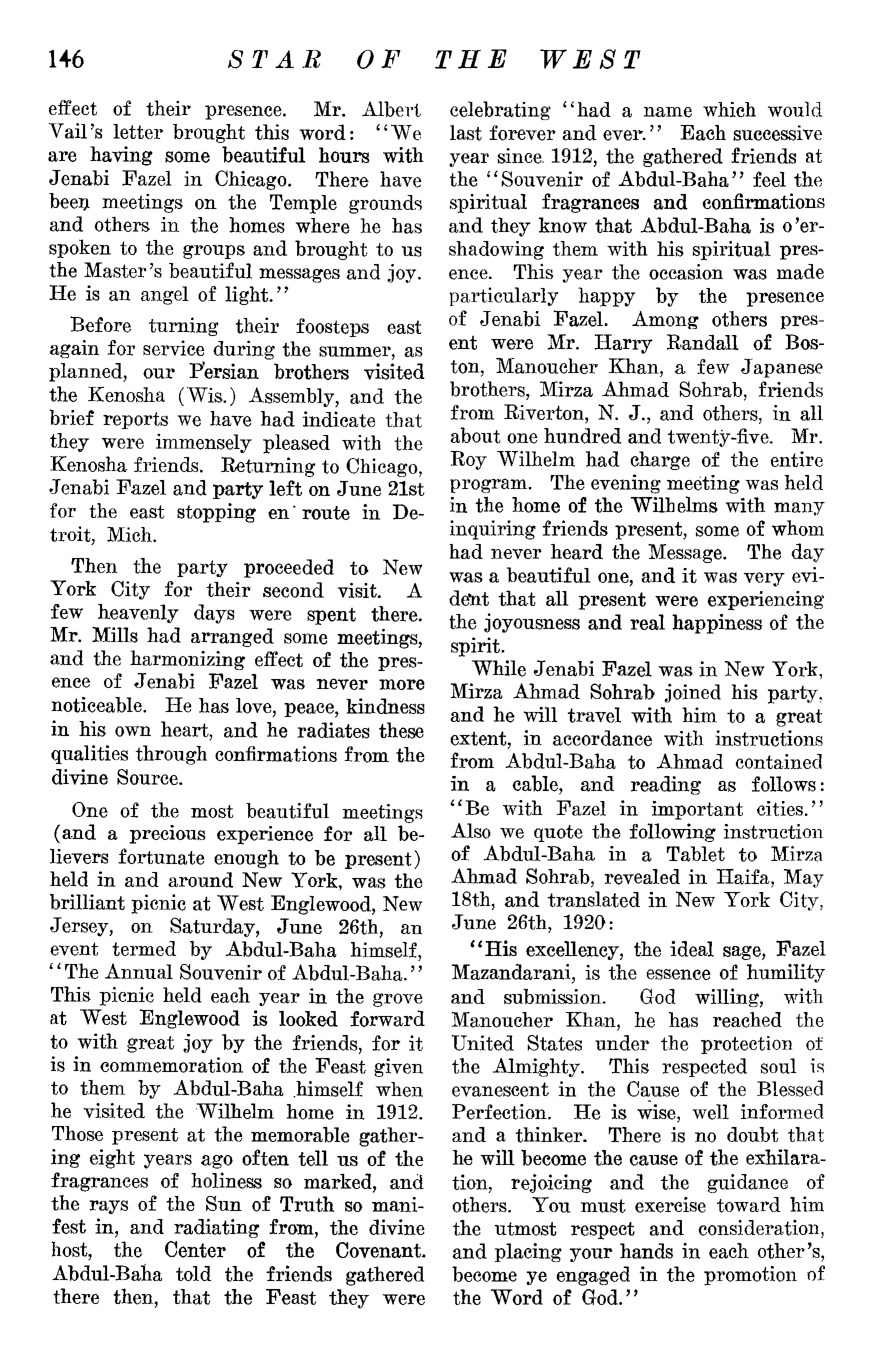 146 STAR OF THE WEST
effect of their presence. Mr. Albert
Vail's letter brought this word: "We
are having some beautiful hours with
Jenabi Fazel in Chicago. There have
been meetings on the Temple grounds
and others in the homes where he has
spoken to the groups and brought to us
the Master's beautiful messages and joy.
He is an angel of light."
Before turning their foosteps east
again for service during the summer, as
planned, our Persian brothers visited
the Kenosha (Wis.) Assembly, and the
brief reports we have had indicate that
they were immensely pleased with the
Kenosha friends. Returning to Chicago,
Jenabi Fazel and party left on June 21st
for the east stopping en route in De-
troit, Mich.
Then the party proceeded to New
York City for their second visit. A
few heavenly days were spent there.
Mr. Mills had arranged some meetings,
and the harmonizing effect of the pres-
ence of Jenabi Fazel was never more
noticeable. He has love, peace, kindness
in his own heart, and he radiates these
qualities through confirmations from the
divine Source.
One of the most beautiful meetings
(and a precious experience for all be-
lievers fortunate enough to be present)
held in and around New York, was the
brilliant picnic at West Englewood, New
Jersey, on Saturday, June 26th, an
event termed by Abdul-Baha himself,
"The Annual Souvenir of Abdul-Baha."
This picnic held each year in the grove
at West Englewood is looked forward
to with great joy by the friends, for it
is in commemoration of the Feast given
to them by Abdul-Baha himself when
he visited the Wilhelm home in 1912.
Those present at the memorable gather-
ing eight years ago often tell us of the
fragrances of holiness so marked, and
the rays of the Sun of Truth so mani-
fest in, and radiating from, the divine
host, the Center of the Covenant.
Abdul-Baha told the friends gathered
there then, that the Feast they were
celebrating "had a name which would
last forever and ever." Each successive
year since 1912, the gathered friends at
the "Souvenir of Abdul-Baha" feel the
spiritual fragrances and confirmations
and they know that Abdul-Baha is o'er-
shadowing them with his spiritual pres-
ence. This year the occasion was made
particularly happy by the presence
of Jenabi Fazel. Among others pres-
ent were Mr. Harry Randall of Bos-
ton, Manoucher Khan, a few Japanese
brothers, Mirza Ahmad Sohrab, friends
from Riverton, N. J., and others, in all
about one hundred and twenty-five. Mr.
Roy Wilhelm had charge of the entire
program. The evening meeting was held
in the home of the Wilhelms with many
inquiring friends present, some of whom
had never heard the Message. The day
was a beautiful one, and it was very evi-
dent that all present were experiencing
the joyousness and real happiness of the
spirit.
While Jenabi Fazel was in New York,
Mirza Ahmad Sohrab joined his party,
and he will travel with him to a great
extent, in accordance with instructions
from Abdul-Baha to Ahmad contained
in a cable, and reading as follows:
"Be with Fazel in important cities."
Also we quote the following instruction
of Abdul-Baha in a Tablet to Mirza
Ahmad Sohrab, revealed in Haifa, May
18th, and translated in New York City,
June 26th, 1920:
"His excellency, the ideal sage, Fazel
Mazandarani, is the essence of humility
and submission. God willing, with
Manoucher Khan, he has reached the
United States under the protection of
the Almighty. This respected soul is
evanescent in the Cause of the Blessed
Perfection. He is wise, well informed
and a thinker. There is no doubt that
he will become the cause of the exhilara-
tion, rejoicing and the guidance of
others. You must exercise toward him
the utmost respect and consideration,
and placing your hands in each other's,
become ye engaged in the promotion of
the Word of God."